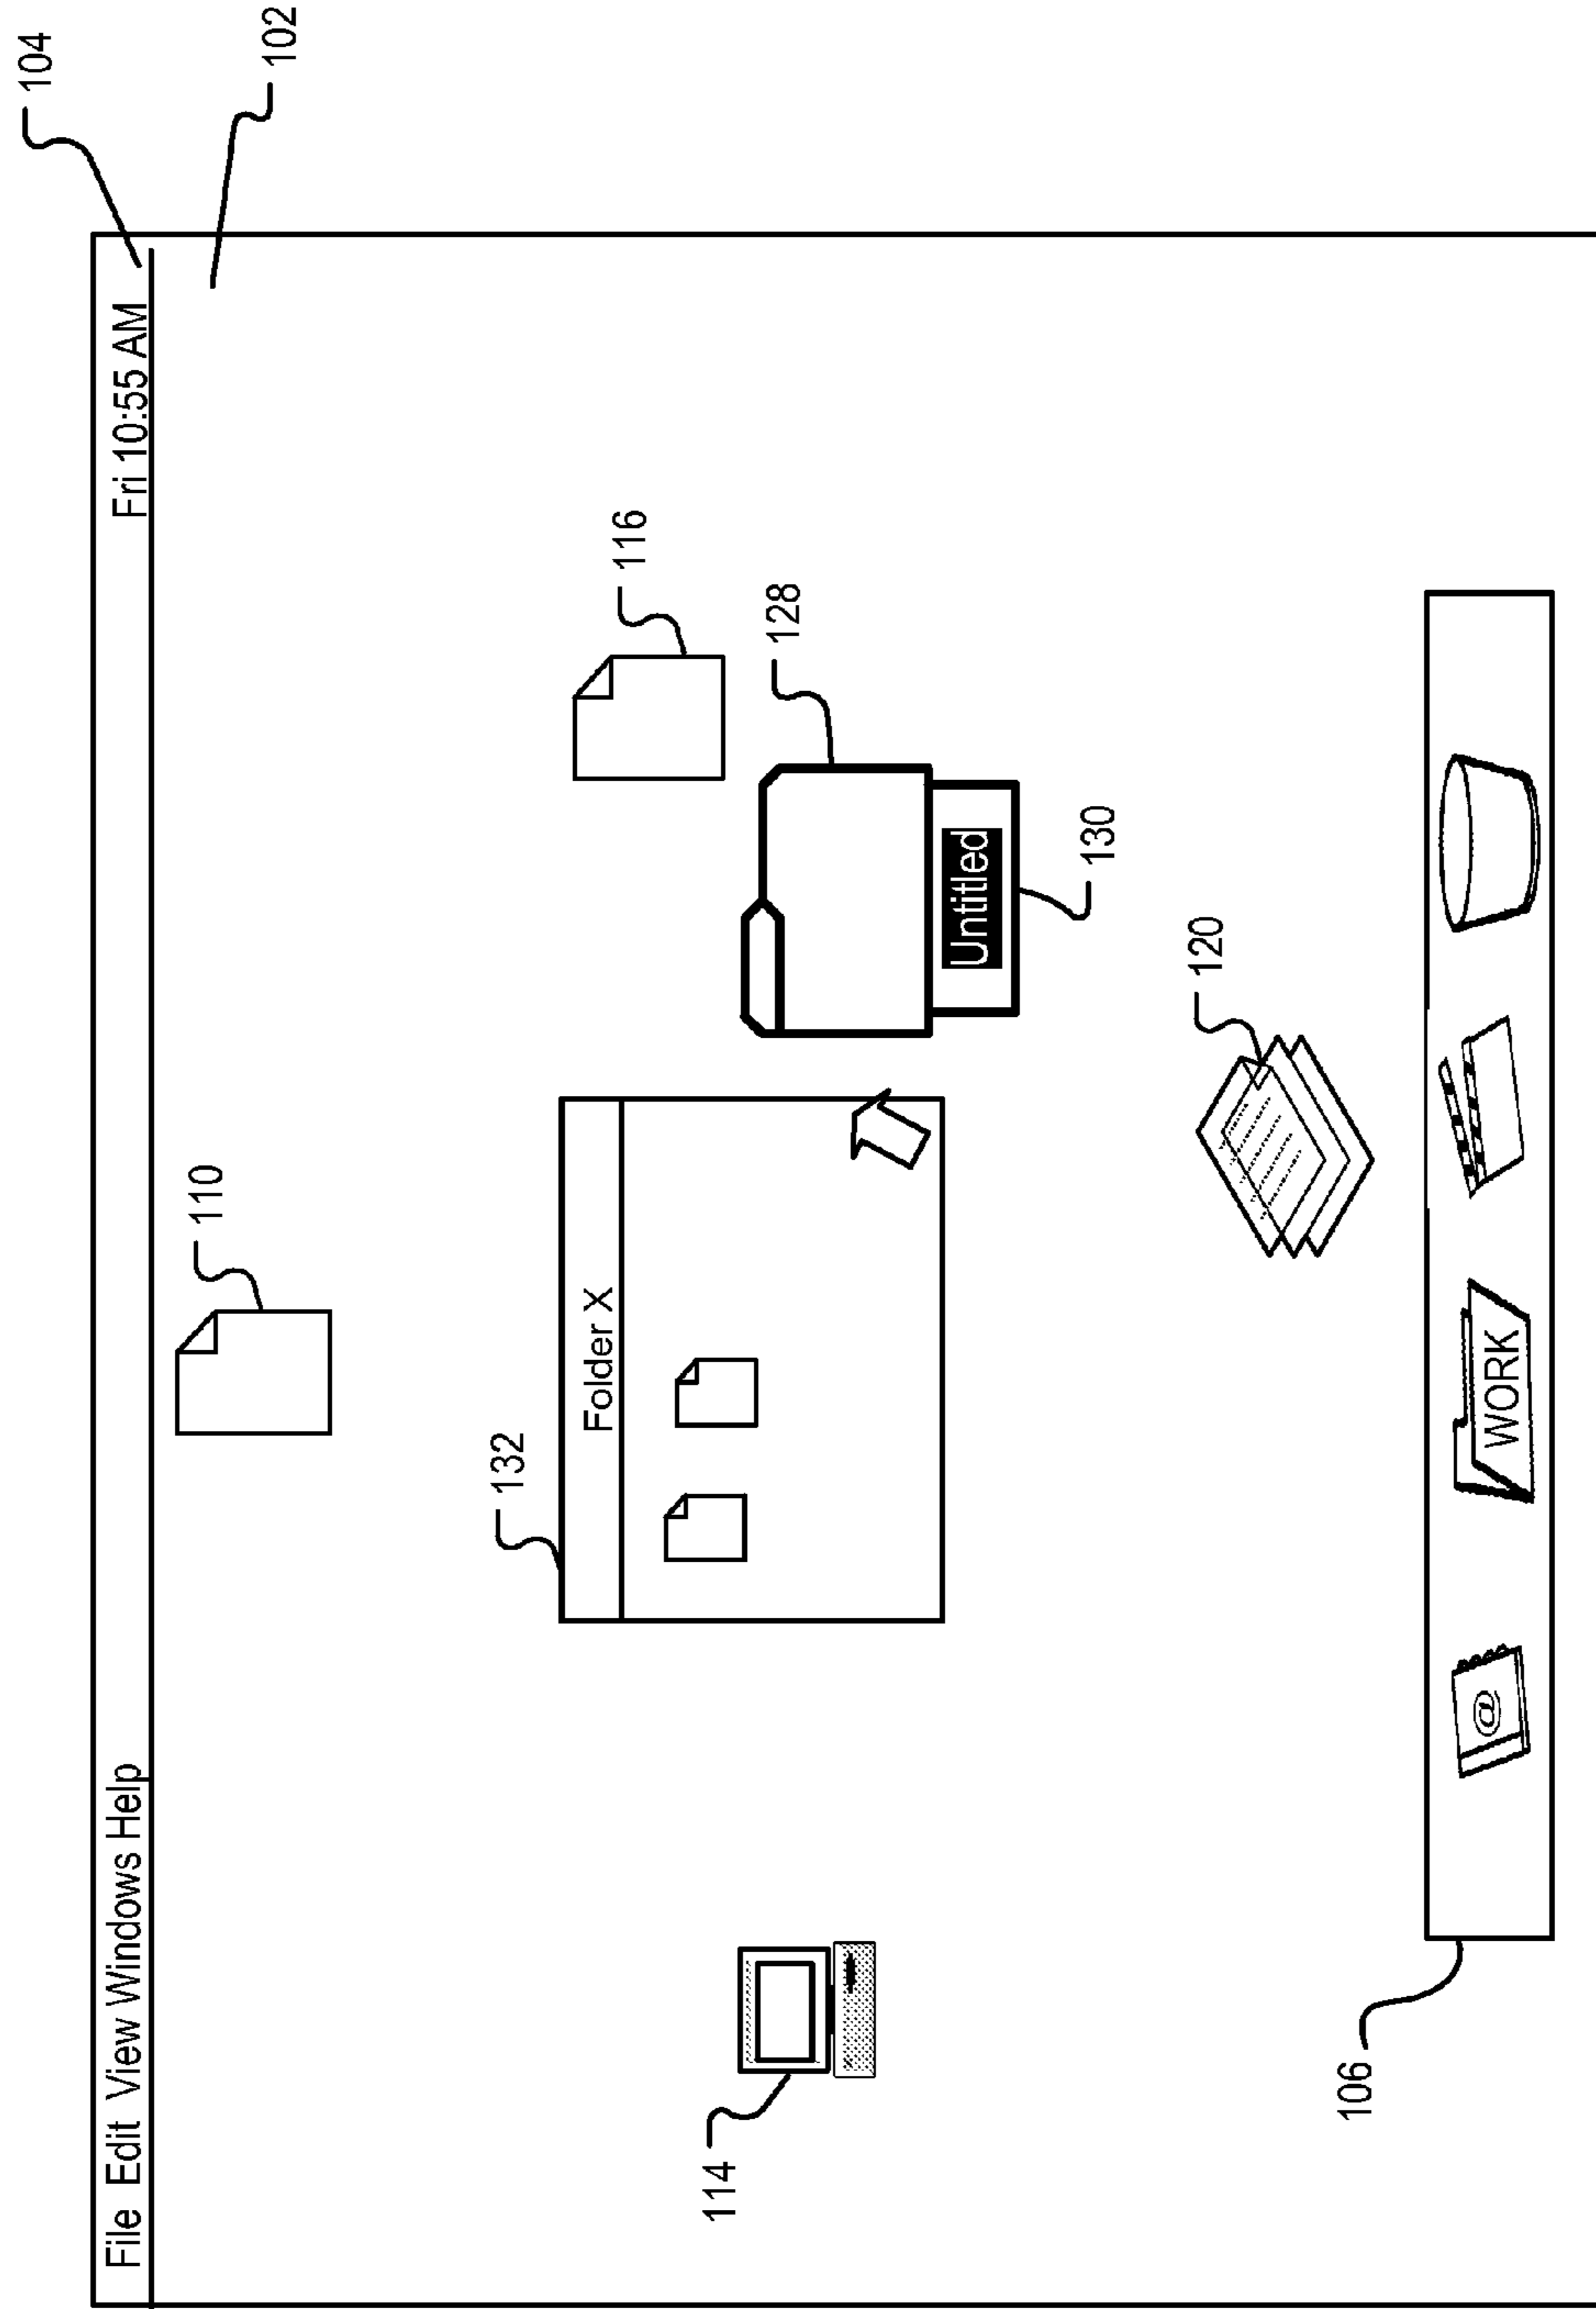 104
102
File Edit View Windows Help
Fri 10:55 AM
110
132
116
Folder X
114
128
Untitled
130
120
106
@
WORK